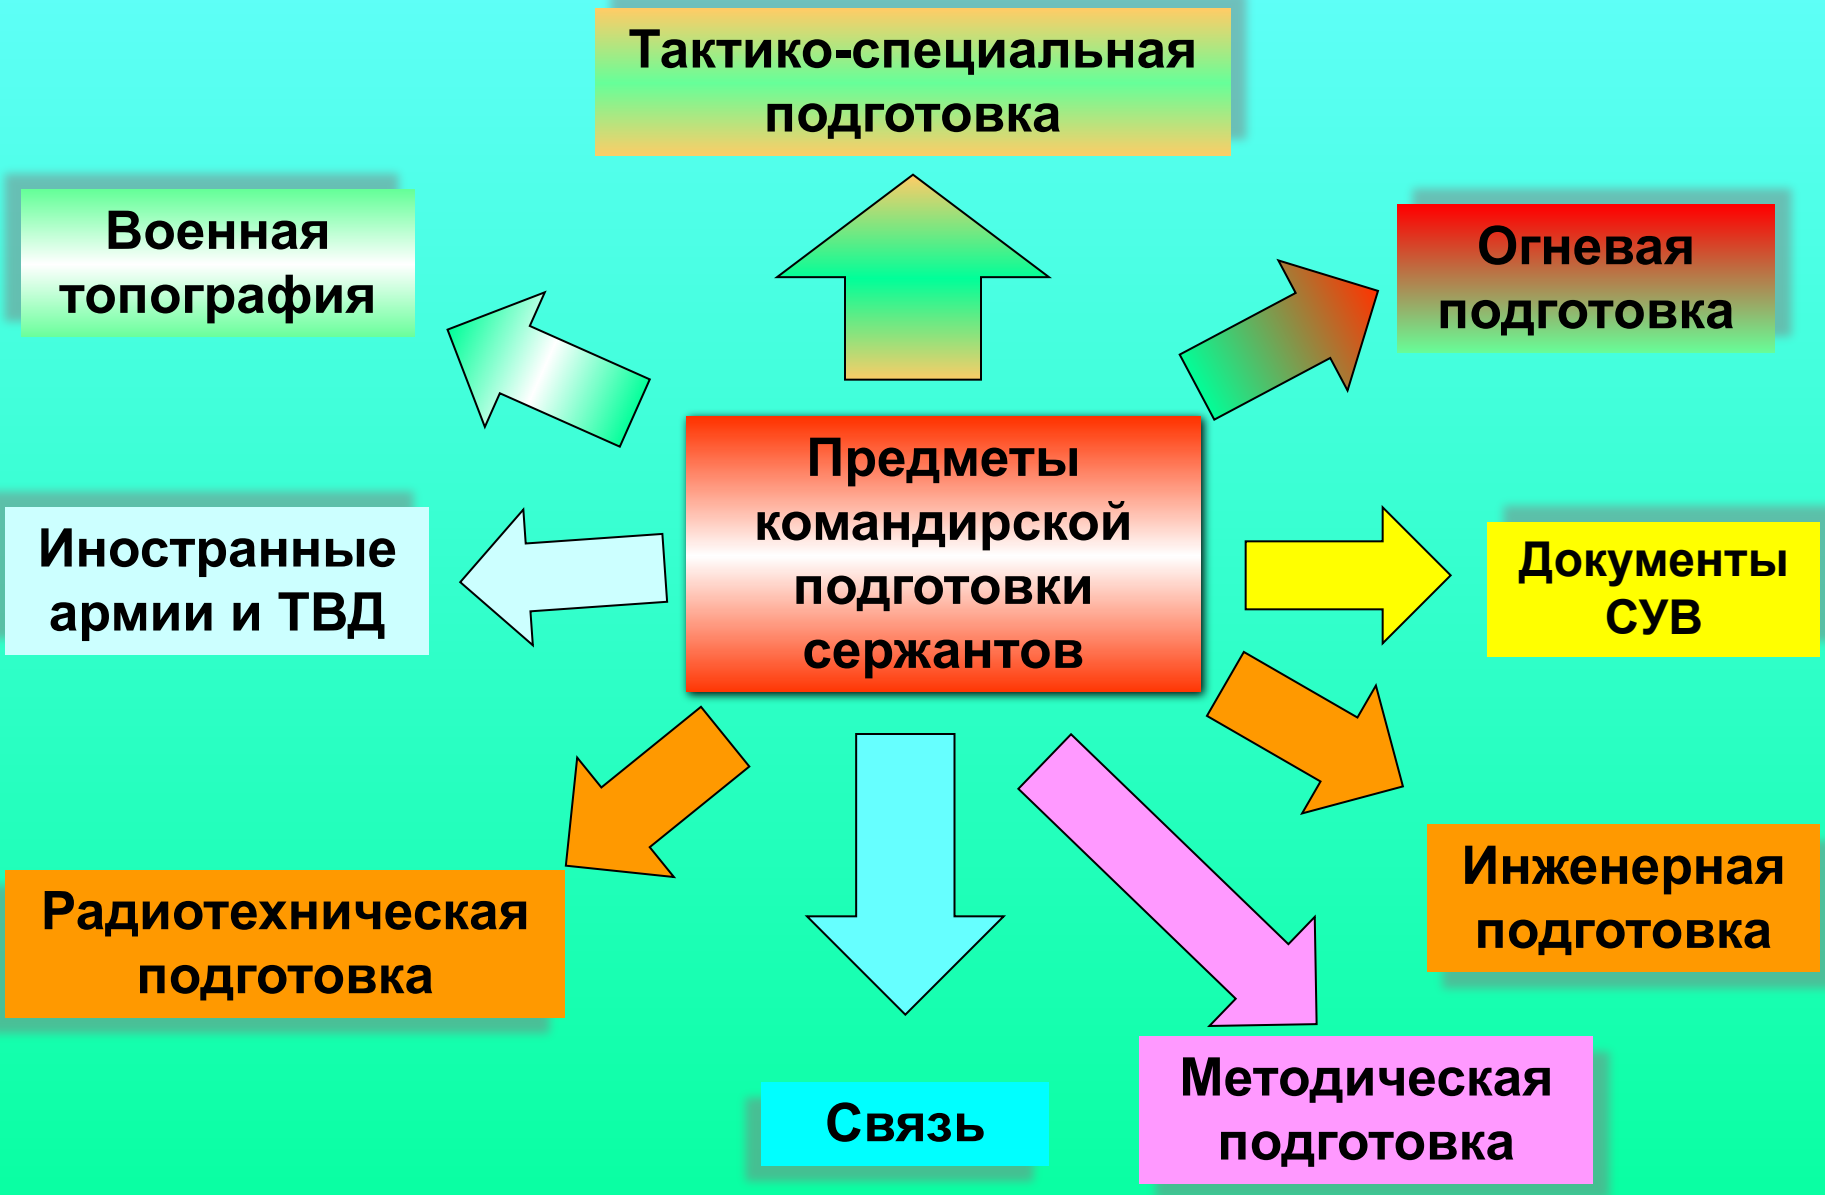 Тактико-специальная
подготовка
Военная
топография
Огневая
подготовка
Предметы
командирской
подготовки
сержантов
Иностранные
армии и ТВД
Документы
СУВ
Радиотехническая
подготовка
Инженерная
подготовка
Связь
Методическая
подготовка